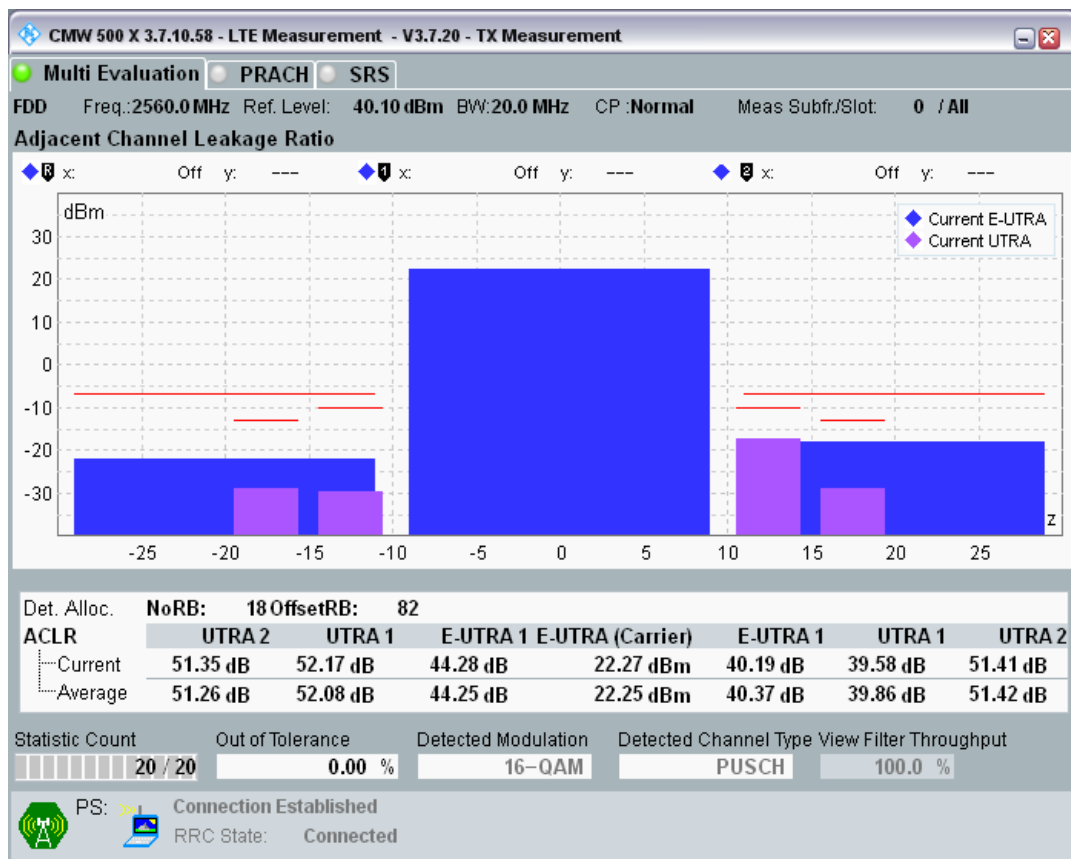 CMW 500 X 3.7.10.58 - LTE Measurement - V3.7.20 - TX Measurement
Multi Evaluation PRACH SRS
FDD Freq.:2560.0 MHz Ref. Level: 40.10 dBm BW:20.0 MHz CP :Normal Meas Subfr./Slot: 0 / All
Adjacent Channel Leakage Ratio
R x: Off y: --- 1 x: Off y: --- 2 x: Off y: ---
dBm
Current E-UTRA
Current UTRA
30
20
10
0
-10
-20
-30
z
-25 -20 -15 -10 -5 0 5 10 15 20 25
Det. Alloc. NoRB: 18 OffsetRB: 82
ACLR UTRA 2 UTRA 1 E-UTRA 1 E-UTRA (Carrier) E-UTRA 1 UTRA 1 UTRA 2
Current 51.35 dB 52.17 dB 44.28 dB 22.27 dBm 40.19 dB 39.58 dB 51.41 dB
Average 51.26 dB 52.08 dB 44.25 dB 22.25 dBm 40.37 dB 39.86 dB 51.42 dB
Statistic Count Out of Tolerance Detected Modulation Detected Channel Type View Filter Throughput
20 / 20 0.00 % 16-QAM PUSCH 100.0 %
PS: Connection Established
RRC State: Connected